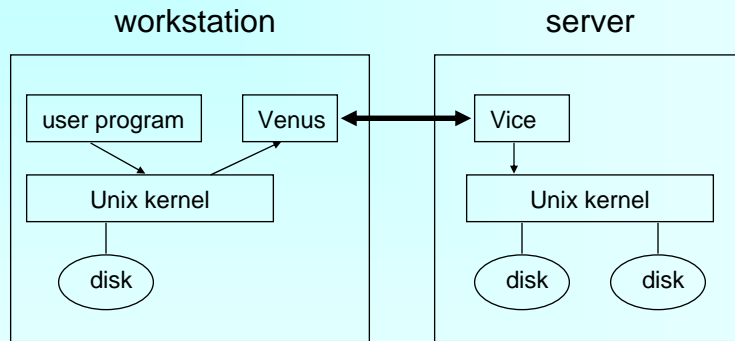 workstation
server
user program
Venus
Vice
Unix kernel
Unix kernel
disk
disk
disk